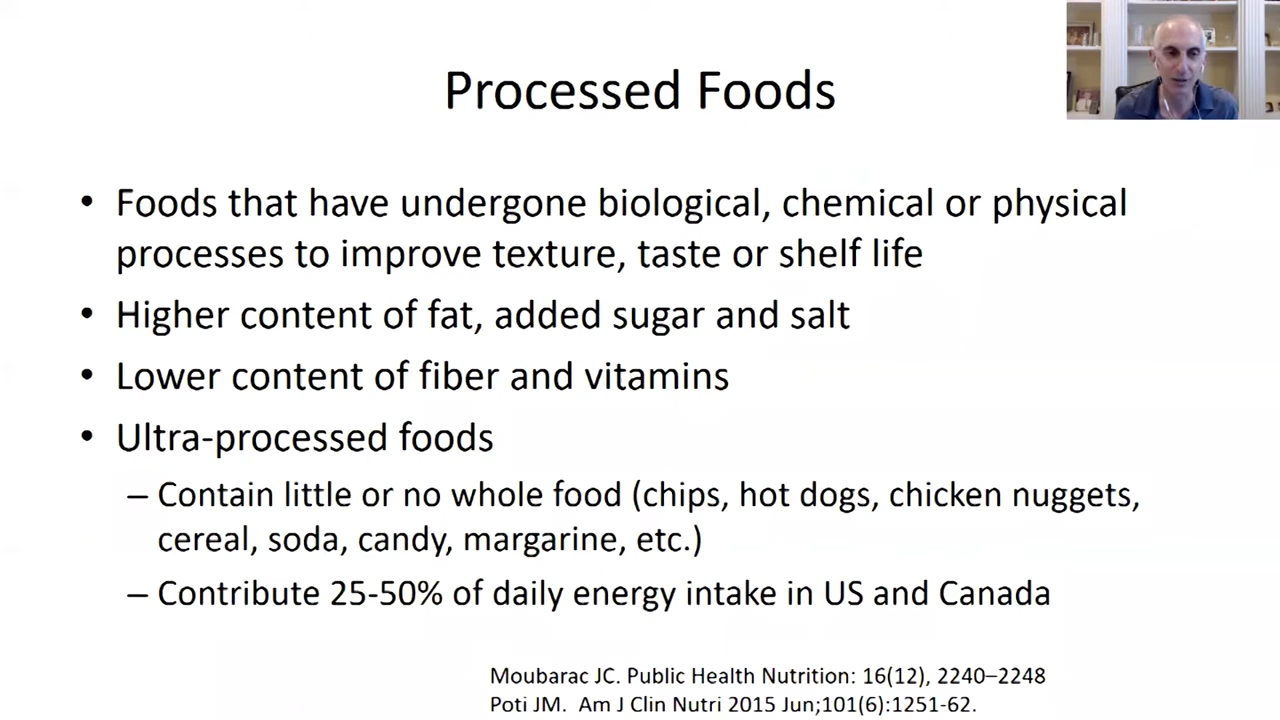 Processed Foods
• Foods that have undergone biological, chemical or physical
processes to improve texture, taste or shelf life
• Higher content of fat, added sugar and salt
• Lower content of fiber and vitamins
• Ultra-processed foods
– Contain little or no whole food (chips, hot dogs, chicken nuggets,
cereal, soda, candy, margarine, etc.)
– Contribute 25-50% of daily energy intake in US and Canada
Moubarac JC. Public Health Nutrition: 16(12), 2240–2248
Poti JM.  Am J Clin Nutri 2015 Jun;101(6):1251-62.